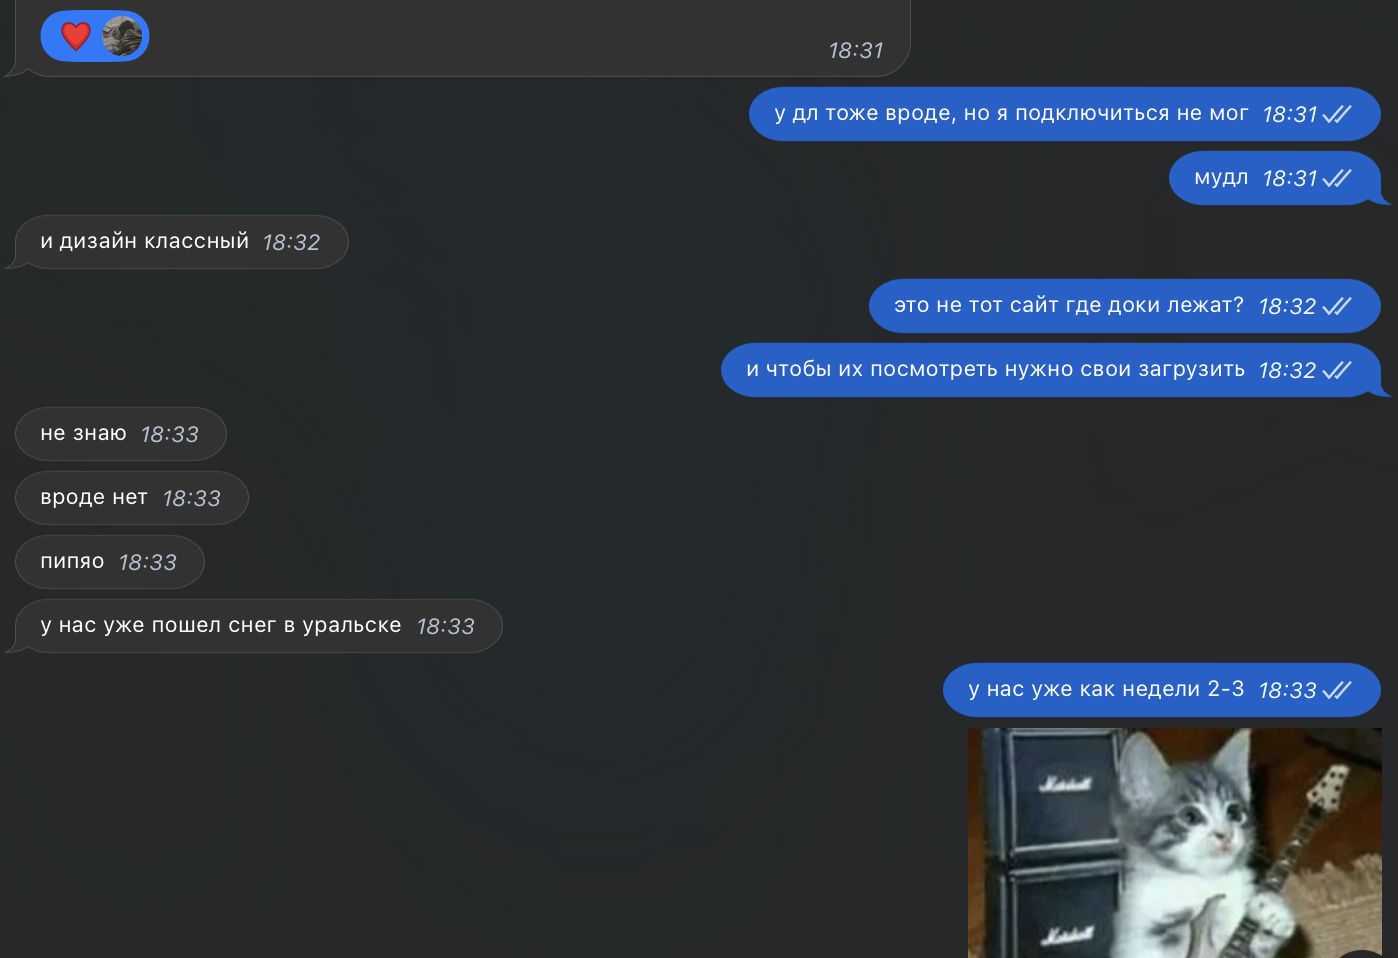 18:31
у дл тоже вроде, но я подключиться не мог 18:31
мудл 18:31
и дизайн классный 18:32
это не тот сайт где доки лежат? 18:32
и чтобы их посмотреть нужно свои загрузить 18:32
не знаю 18:33
вроде нет 18:33
пипяо 18:33
у нас уже пошел снег в уральске 18:33
у нас уже как недели 2-3 18:33
Marshall
Marshall